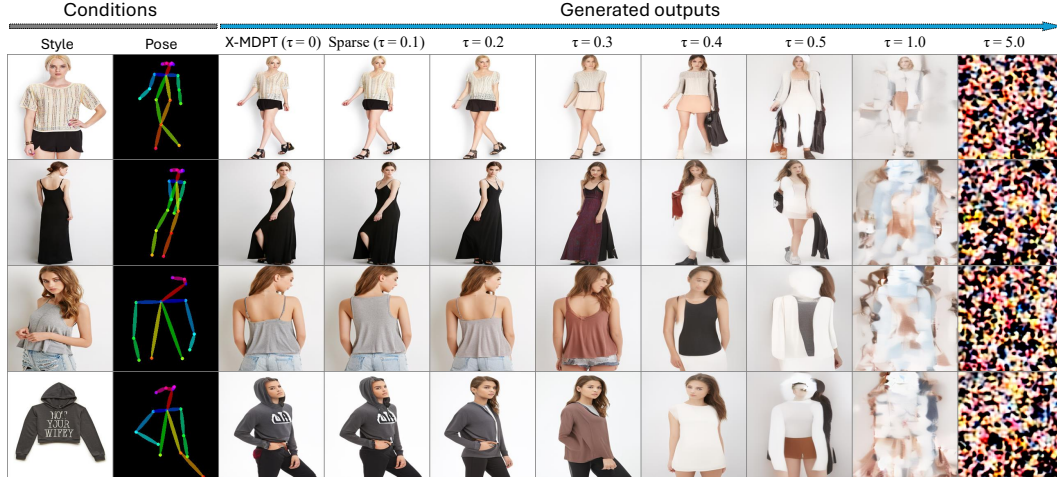 Conditions
Generated outputs
Style
Pose
X-MDPT (τ = 0)
Sparse (τ = 0.1)
τ = 0.2
τ = 0.3
τ = 0.4
τ = 0.5
τ = 1.0
τ = 5.0
NOT
YOUR
WIFEY